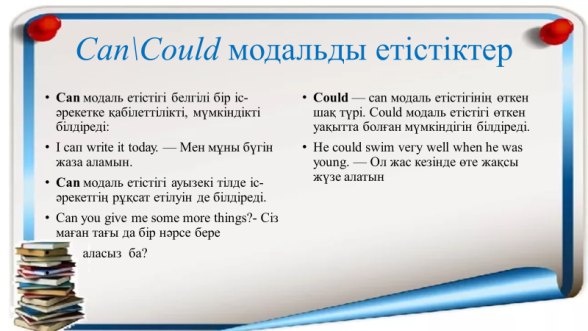 Can\Could модальды етістіктер
• Can модаль етістігі белгілі бір іс-
әрекетке қабілеттілікті, мүмкіндікті
білдіреді:
• I can write it today. — Мен мұны бүгін
жаза аламын.
• Can модаль етістігі ауызекі тілде іс-
әрекеттің рұқсат етілуін де білдіреді.
• Can you give me some more things?- Сіз
маған тағы да бір нәрсе бере
аласыз ба?
• Could — can модаль етістігінің өткен
шақ түрі. Could модаль етістігі өткен
уақытта болған мүмкіндігін білдіреді.
• He could swim very well when he was
young. — Ол жас кезінде өте жақсы
жүзе алатын